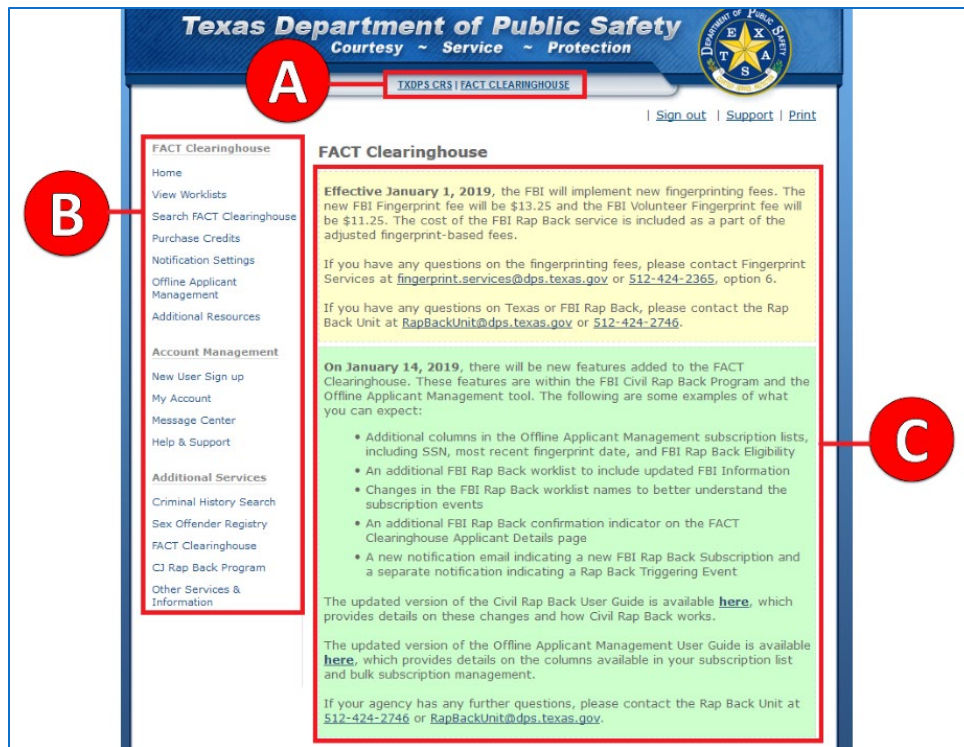 Texas Department of Public Safety
Courtesy ~ Service ~ Protection
DEPARTMENT OF PUBLIC SAFETY
TEXAS
A
TXDPS CRS | FACT CLEARINGHOUSE
| Sign out | Support | Print
B
FACT Clearinghouse
Home
View Worklists
Search FACT Clearinghouse
Purchase Credits
Notification Settings
Offline Applicant
Management
Additional Resources
Account Management
New User Sign up
My Account
Message Center
Help & Support
Additional Services
Criminal History Search
Sex Offender Registry
FACT Clearinghouse
CJ Rap Back Program
Other Services &
Information
FACT Clearinghouse
Effective January 1, 2019, the FBI will implement new fingerprinting fees. The
new FBI Fingerprint fee will be $13.25 and the FBI Volunteer Fingerprint fee will
be $11.25. The cost of the FBI Rap Back service is included as a part of the
adjusted fingerprint-based fees.
If you have any questions on the fingerprinting fees, please contact Fingerprint
Services at fingerprint.services@dps.texas.gov or 512-424-2365, option 6.
If you have any questions on Texas or FBI Rap Back, please contact the Rap
Back Unit at RapBackUnit@dps.texas.gov or 512-424-2746.
C
On January 14, 2019, there will be new features added to the FACT
Clearinghouse. These features are within the FBI Civil Rap Back Program and the
Offline Applicant Management tool. The following are some examples of what
you can expect:
• Additional columns in the Offline Applicant Management subscription lists,
including SSN, most recent fingerprint date, and FBI Rap Back Eligibility
• An additional FBI Rap Back worklist to include updated FBI Information
• Changes in the FBI Rap Back worklist names to better understand the
subscription events
• An additional FBI Rap Back confirmation indicator on the FACT
Clearinghouse Applicant Details page
• A new notification email indicating a new FBI Rap Back Subscription and
a separate notification indicating a Rap Back Triggering Event
The updated version of the Civil Rap Back User Guide is available here, which
provides details on these changes and how Civil Rap Back works.
The updated version of the Offline Applicant Management User Guide is available
here, which provides details on the columns available in your subscription list
and bulk subscription management.
If your agency has any further questions, please contact the Rap Back Unit at
512-424-2746 or RapBackUnit@dps.texas.gov.